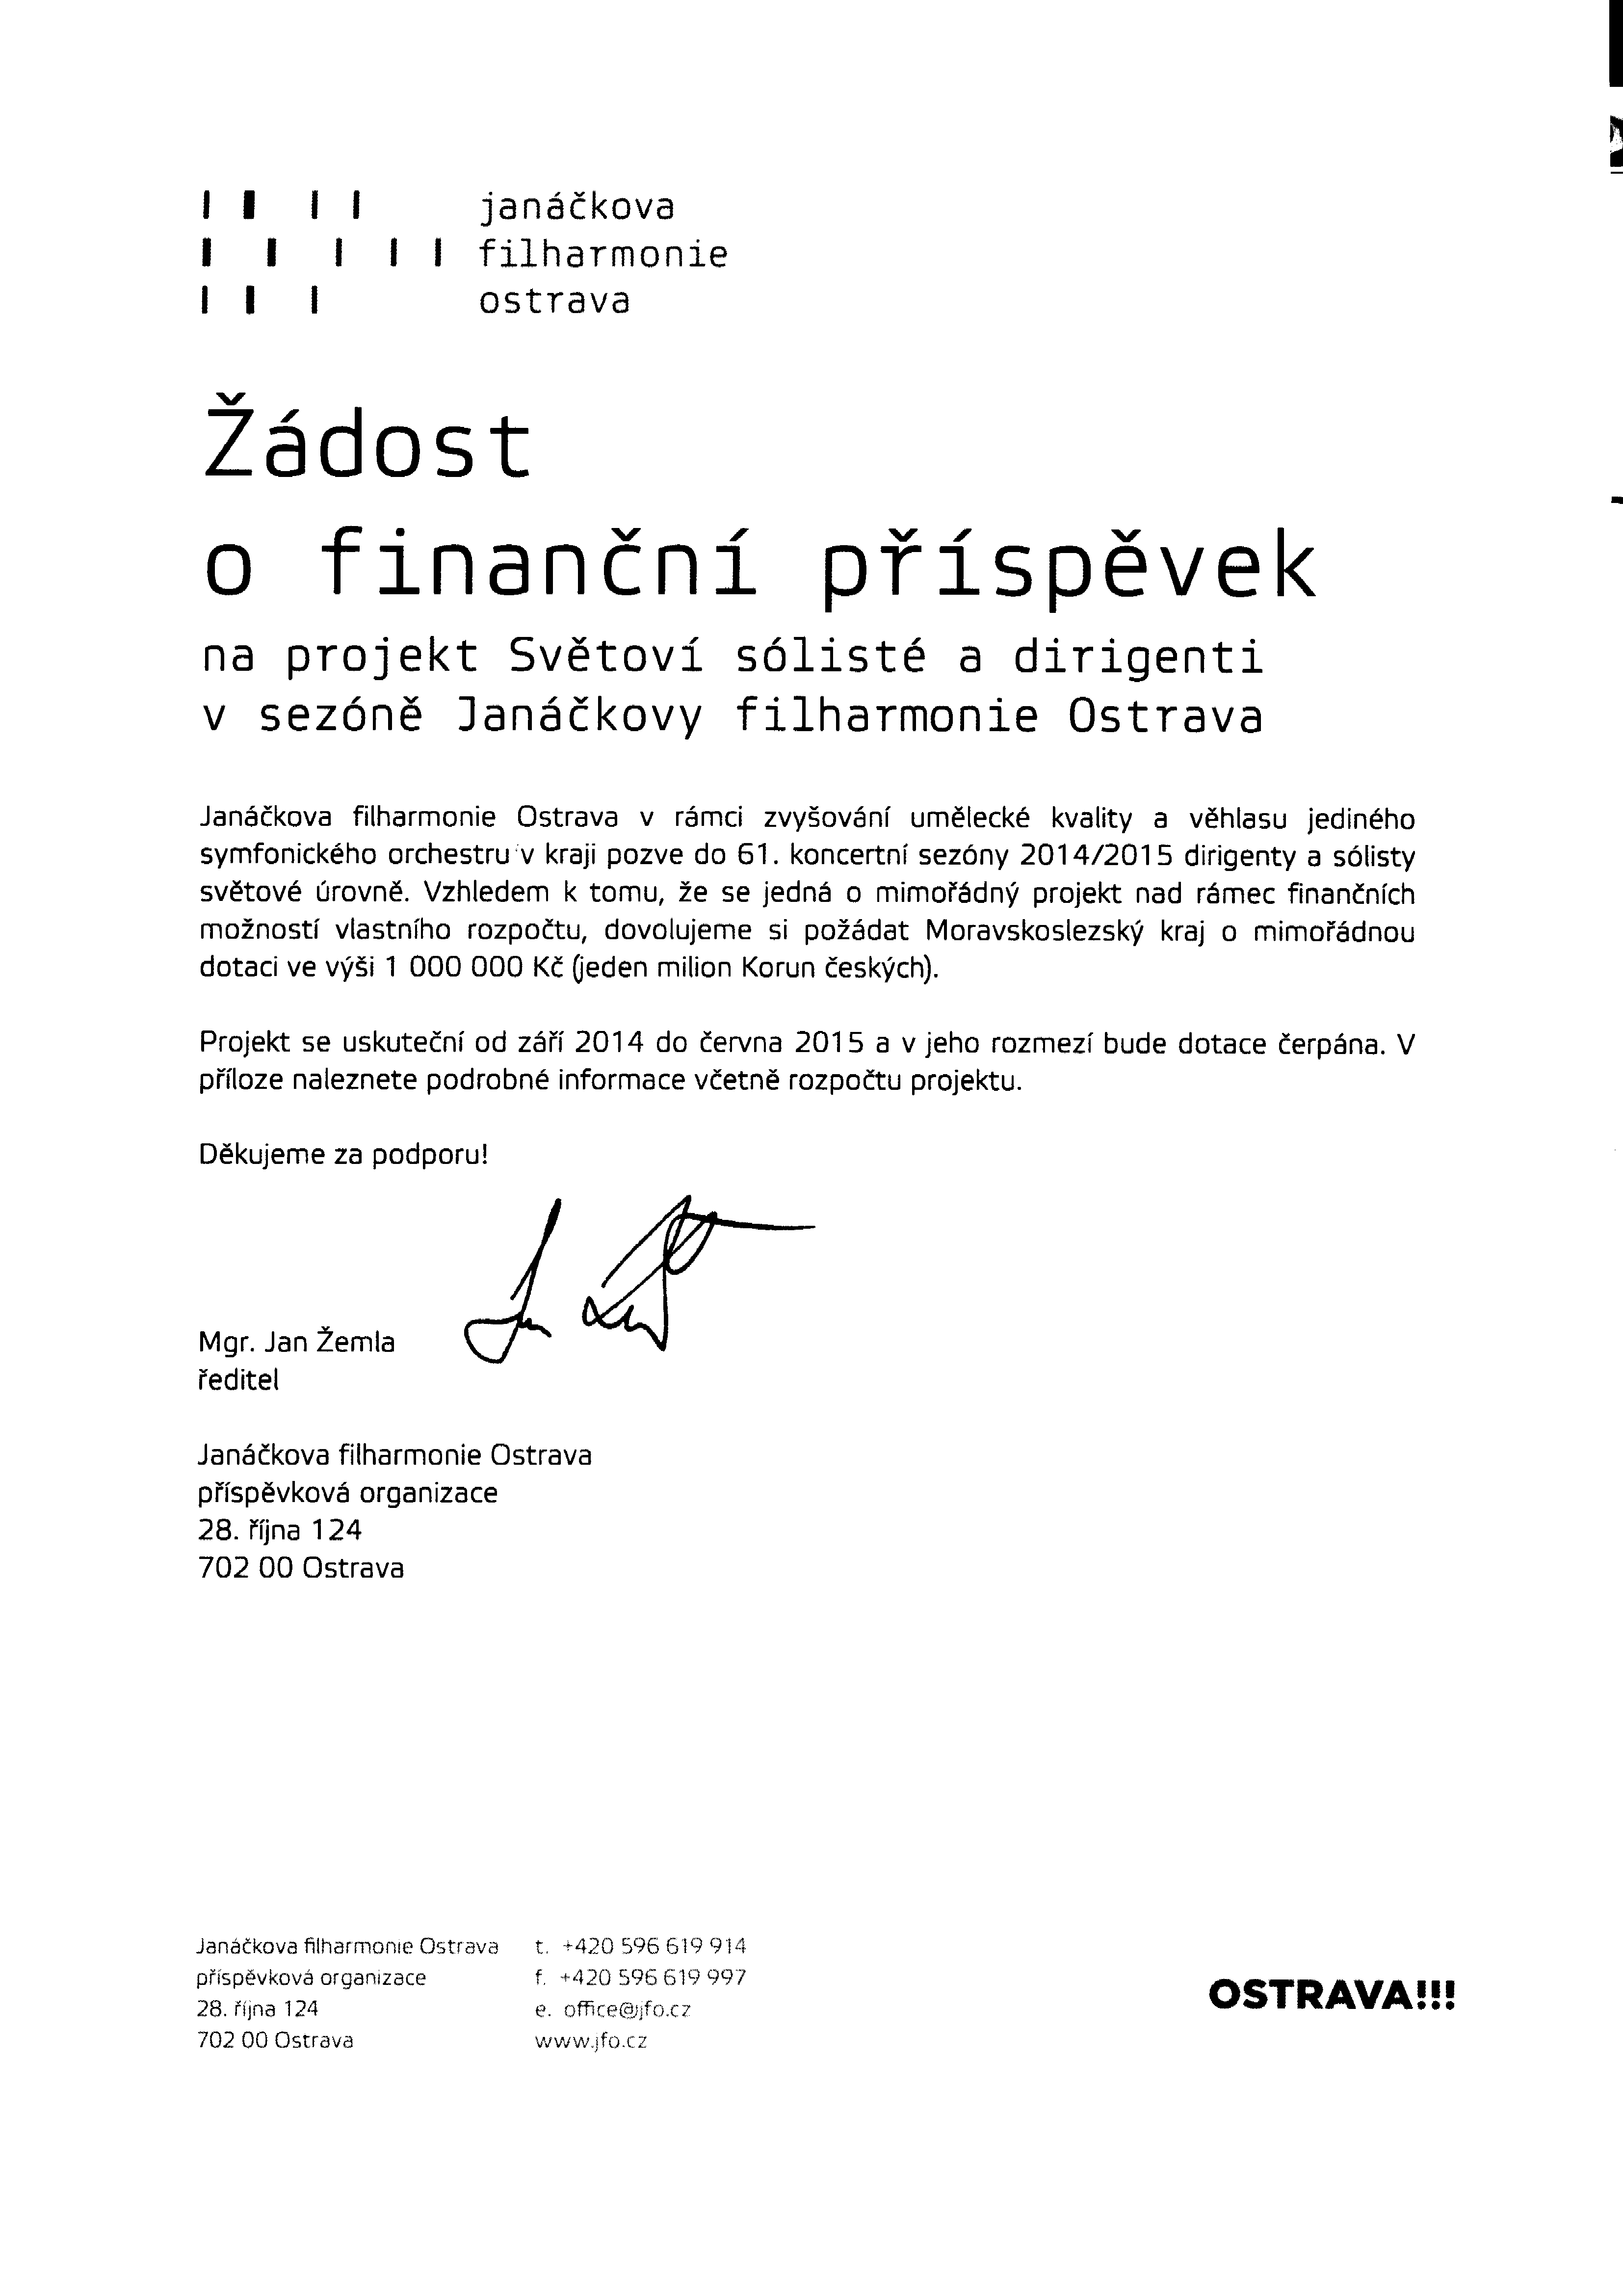 janáčkova
filharmonie
ostrava
Žádost
o finanční příspěvek
na projekt Světoví sólisté a dirigenti
v sezóně Janáčkovy filharmonie Ostrava
Janáčkova filharmonie Ostrava v rámci zvyšování umělecké kvality a věhlasu jediného
symfonického orchestru v kraji pozve do 61. koncertní sezóny 2014/2015 dirigenty a sólisty
světové úrovně. Vzhledem k tomu, že se jedná o mimořádný projekt nad rámec finančních
možností vlastního rozpočtu, dovolujeme si požádat Moravskoslezský kraj o mimořádnou
dotaci ve výši 1 000 000 Kč (jeden milion Korun českých).
Projekt se uskuteční od září 2014 do června 2015 a v jeho rozmezí bude dotace čerpána. V
příloze naleznete podrobné informace včetně rozpočtu projektu.
Děkujeme za podporu!
Mgr. Jan Žemla
ředitel
Janáčkova filharmonie Ostrava
příspěvková organizace
28. října 124
702 00 Ostrava
Janáčkova filharmonie Ostrava
příspěvková organizace
28. října 124
702 00 Ostrava
t. +420 596 619 914
f. +420 596 619 997
e. office@jfo.cz
www.jfo.cz
OSTRAVA!!!